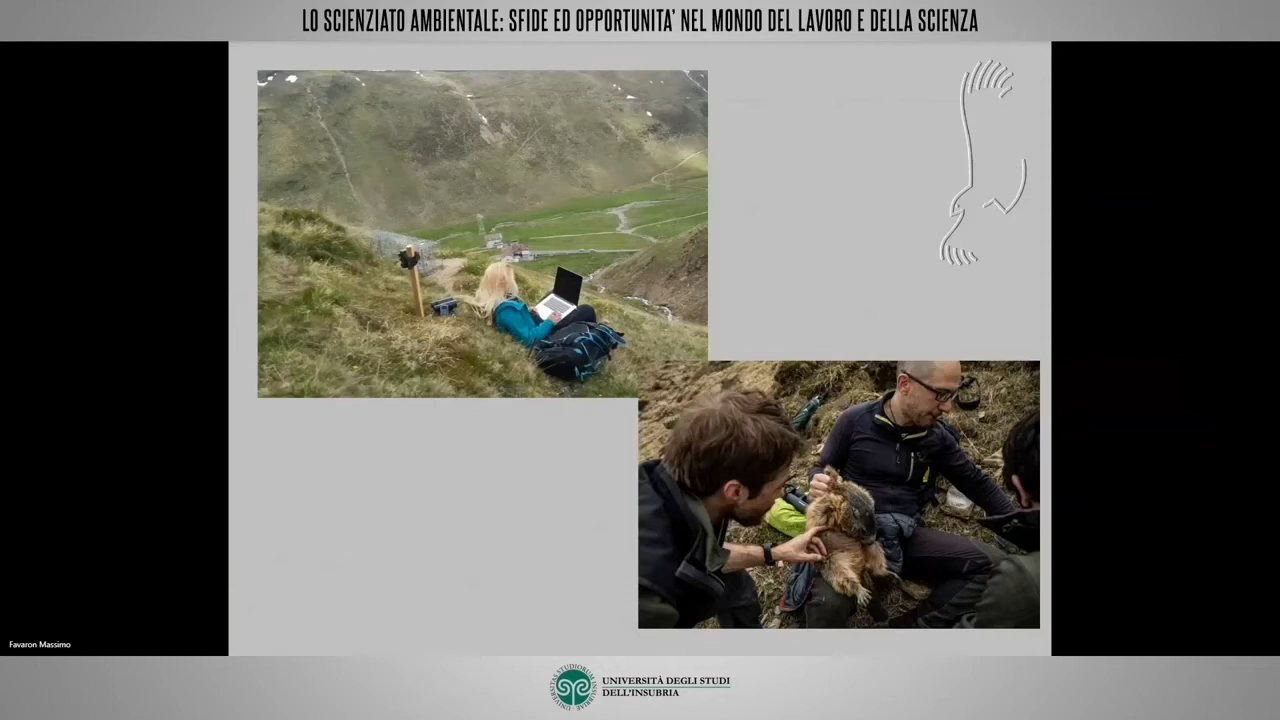 LO SCIENZIATO AMBIENTALE: SFIDE ED OPPORTUNITA' NEL MONDO DEL LAVORO E DELLA SCIENZA
Favaron Massimo
UNIVERSITÀ DEGLI STUDI
DELL'INSUBRIA